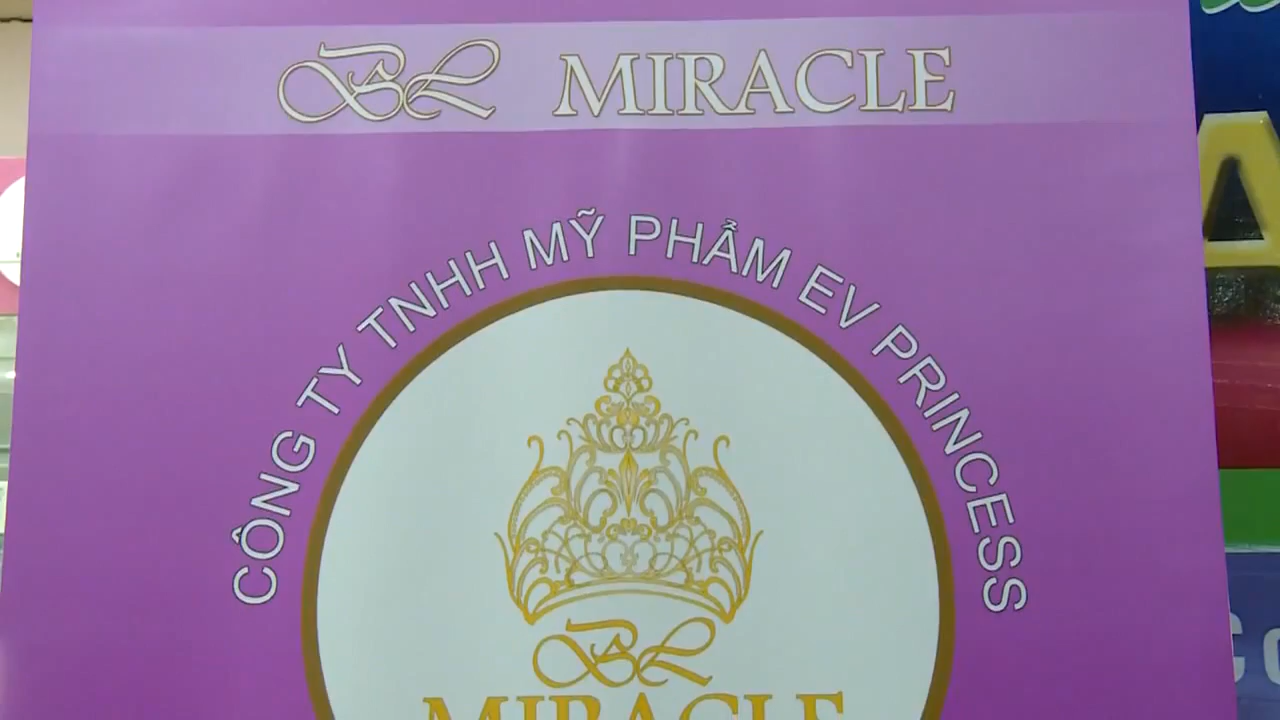 BL MIRACLE
CÔNG TY TNHH MỸ PHẨM EV PRINCESS
BL
MIRACLE
A